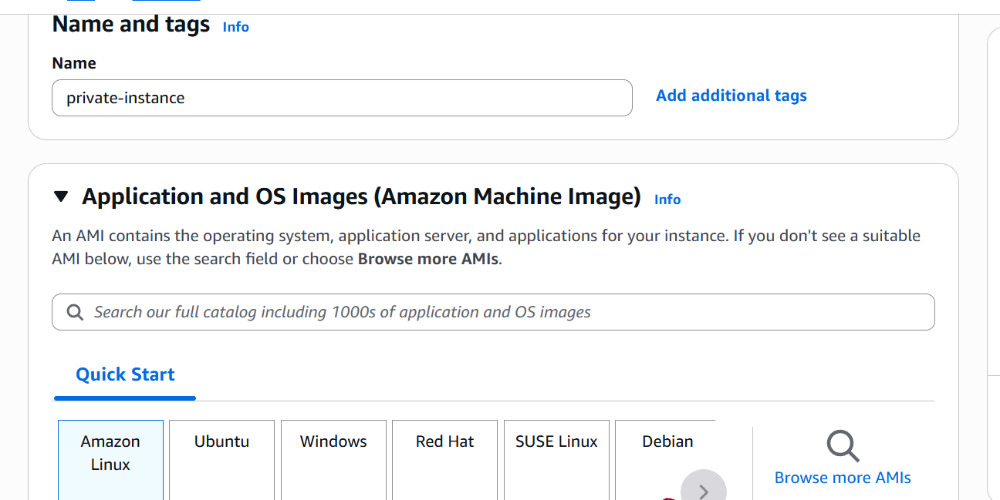 Name and tags Info
Name
private-instance
Add additional tags
Application and OS Images (Amazon Machine Image) Info
An AMI contains the operating system, application server, and applications for your instance. If you don't see a suitable
AMI below, use the search field or choose Browse more AMIs.
Search our full catalog including 1000s of application and OS images
Quick Start
Amazon
Linux
Ubuntu
Windows
Red Hat
SUSE Linux
Debian
Browse more AMIs